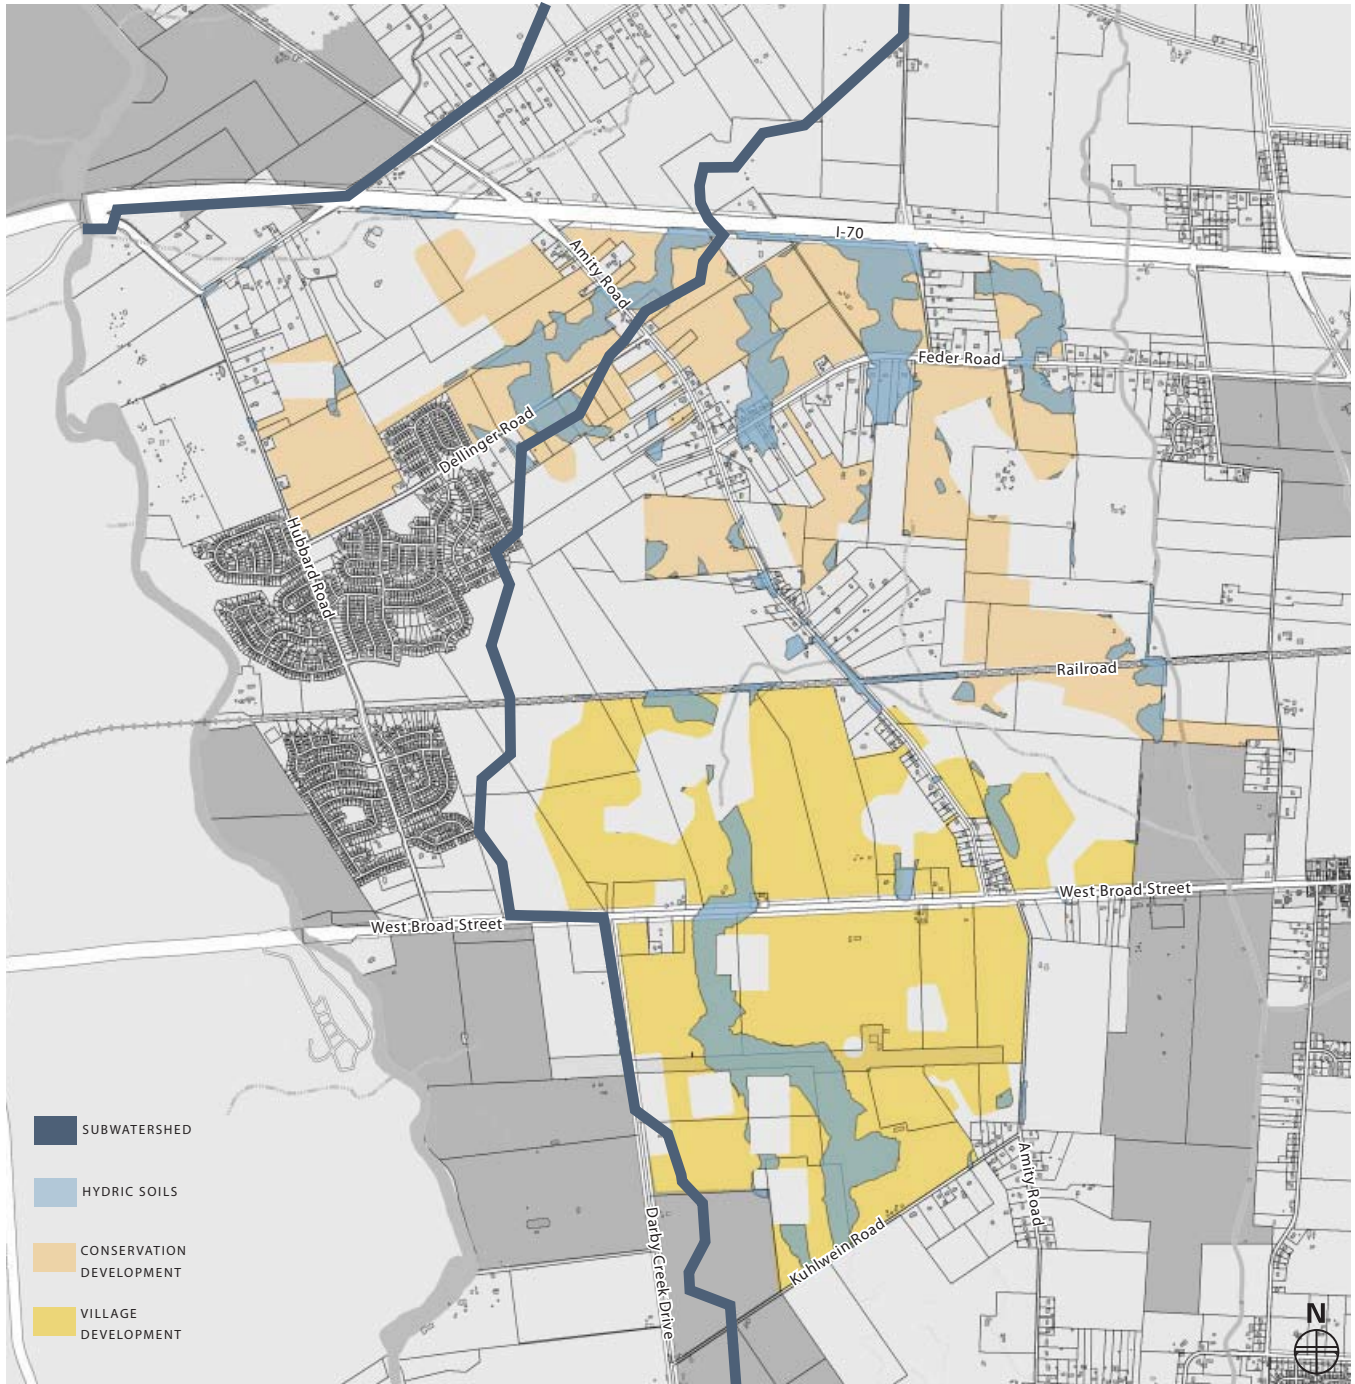 I-70
Amity Road
Feder Road
Dellinger Road
Hubbard Road
Railroad
West Broad Street
West Broad Street
SUBWATERSHED
HYDRIC SOILS
CONSERVATION
DEVELOPMENT
VILLAGE
DEVELOPMENT
Darby Creek Drive
Kuhlwein Road
Amity Road
N